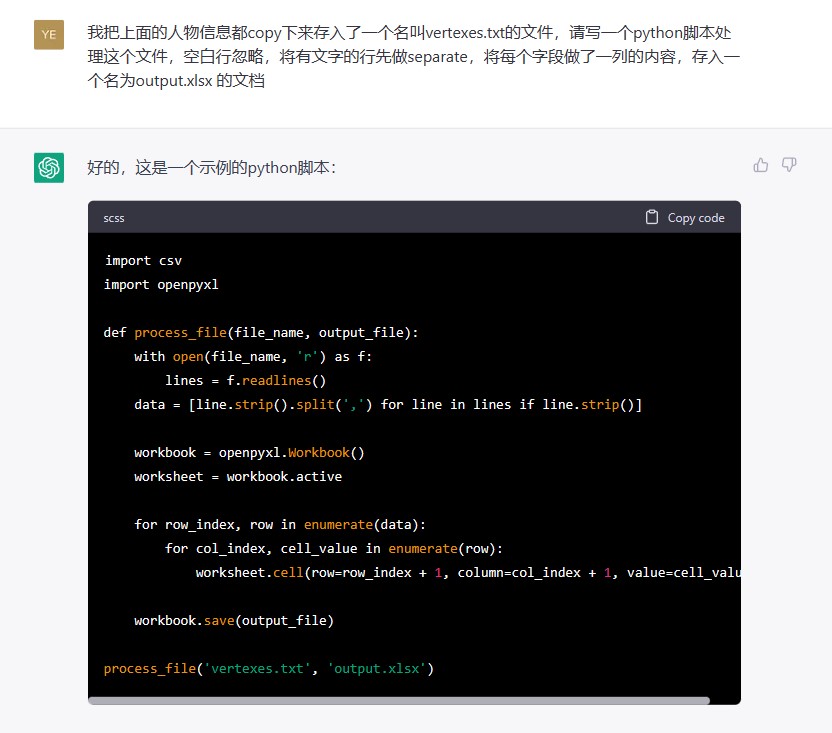 YE
我把上面的人物信息都copy下来存入了一个名叫vertexes.txt的文件，请写一个python脚本处
理这个文件，空白行忽略，将有文字的行先做separate，将每个字段做了一列的内容，存入一
个名为output.xlsx 的文档
好的，这是一个示例的python脚本：
scss
Copy code
import csv
import openpyxl
def process_file(file_name, output_file):
    with open(file_name, 'r') as f:
        lines = f.readlines()
    data = [line.strip().split(',') for line in lines if line.strip()]
    workbook = openpyxl.Workbook()
    worksheet = workbook.active
    for row_index, row in enumerate(data):
        for col_index, cell_value in enumerate(row):
            worksheet.cell(row=row_index + 1, column=col_index + 1, value=cell_valu
    workbook.save(output_file)
process_file('vertexes.txt', 'output.xlsx')